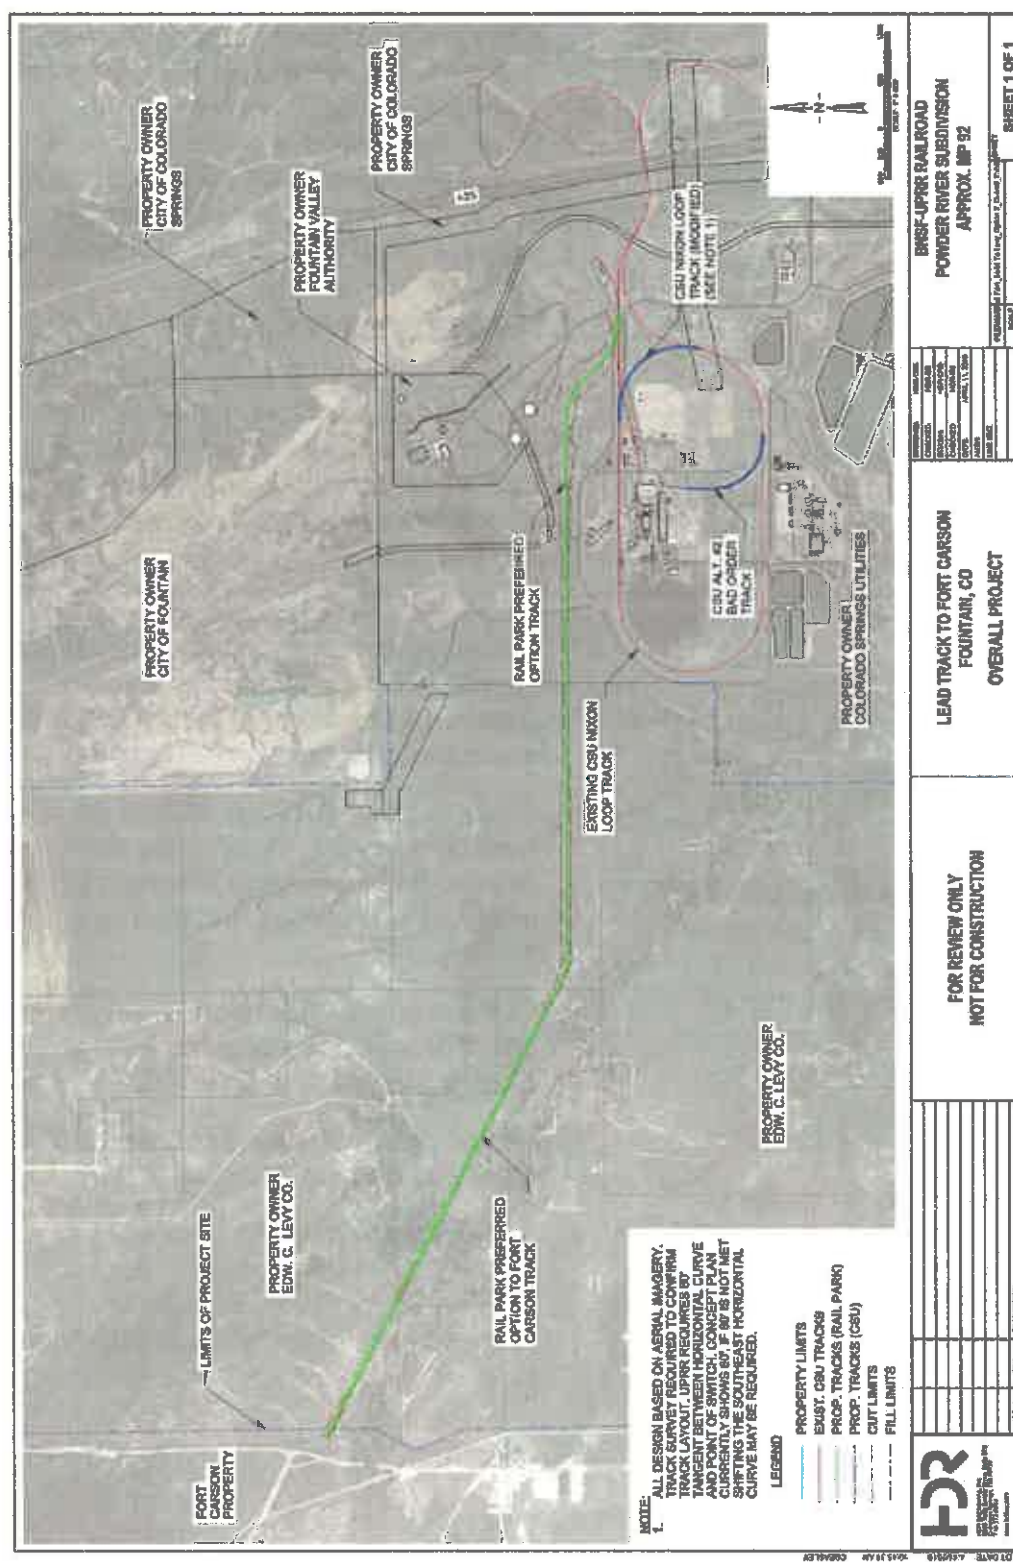 PROPERTY OWNER
CITY OF COLORADO
SPRINGS
PROPERTY OWNER
CITY OF COLORADO
SPRINGS
PROPERTY OWNER
FOUNTAIN VALLEY
AUTHORITY
PROPERTY OWNER
CITY OF FOUNTAIN
RAIL PARK PREFERRED
OPTION TRACK
CSU NIXON LOOP
TRACK (MODIFIED)
(SEE NOTE 1)
CSU ALT. #2
BAD ORDER
TRACK
EXISTING CSU NIXON
LOOP TRACK
PROPERTY OWNER
COLORADO SPRINGS UTILITIES
LIMITS OF PROJECT SITE
PROPERTY OWNER
EDW. C. LEVY CO.
PROPERTY OWNER
EDW. C. LEVY CO.
RAIL PARK PREFERRED
OPTION TO FORT
CARSON TRACK
FORT
CARSON
PROPERTY
-N-
NOTE:
1. ALL DESIGN BASED ON AERIAL IMAGERY.
TRACK SURVEY REQUIRED TO CONFIRM
TRACK LAYOUT. UPRR REQUIRES 60'
TANGENT BETWEEN HORIZONTAL CURVE
AND POINT OF SWITCH. CONCEPT PLAN
CURRENTLY SHOWS 60'. IF 60' IS NOT MET
SHIFTING THE SOUTHEAST HORIZONTAL
CURVE MAY BE REQUIRED.
LEGEND
PROPERTY LIMITS
EXIST. CSU TRACKS
PROP. TRACKS (RAIL PARK)
PROP. TRACKS (CSU)
CUT LIMITS
FILL LIMITS
HDR
FOR REVIEW ONLY
NOT FOR CONSTRUCTION
LEAD TRACK TO FORT CARSON
FOUNTAIN, CO
OVERALL PROJECT
BNSF-UPRR RAILROAD
POWDER RIVER SUBDIVISION
APPROX. MP 92
SHEET 1 OF 1